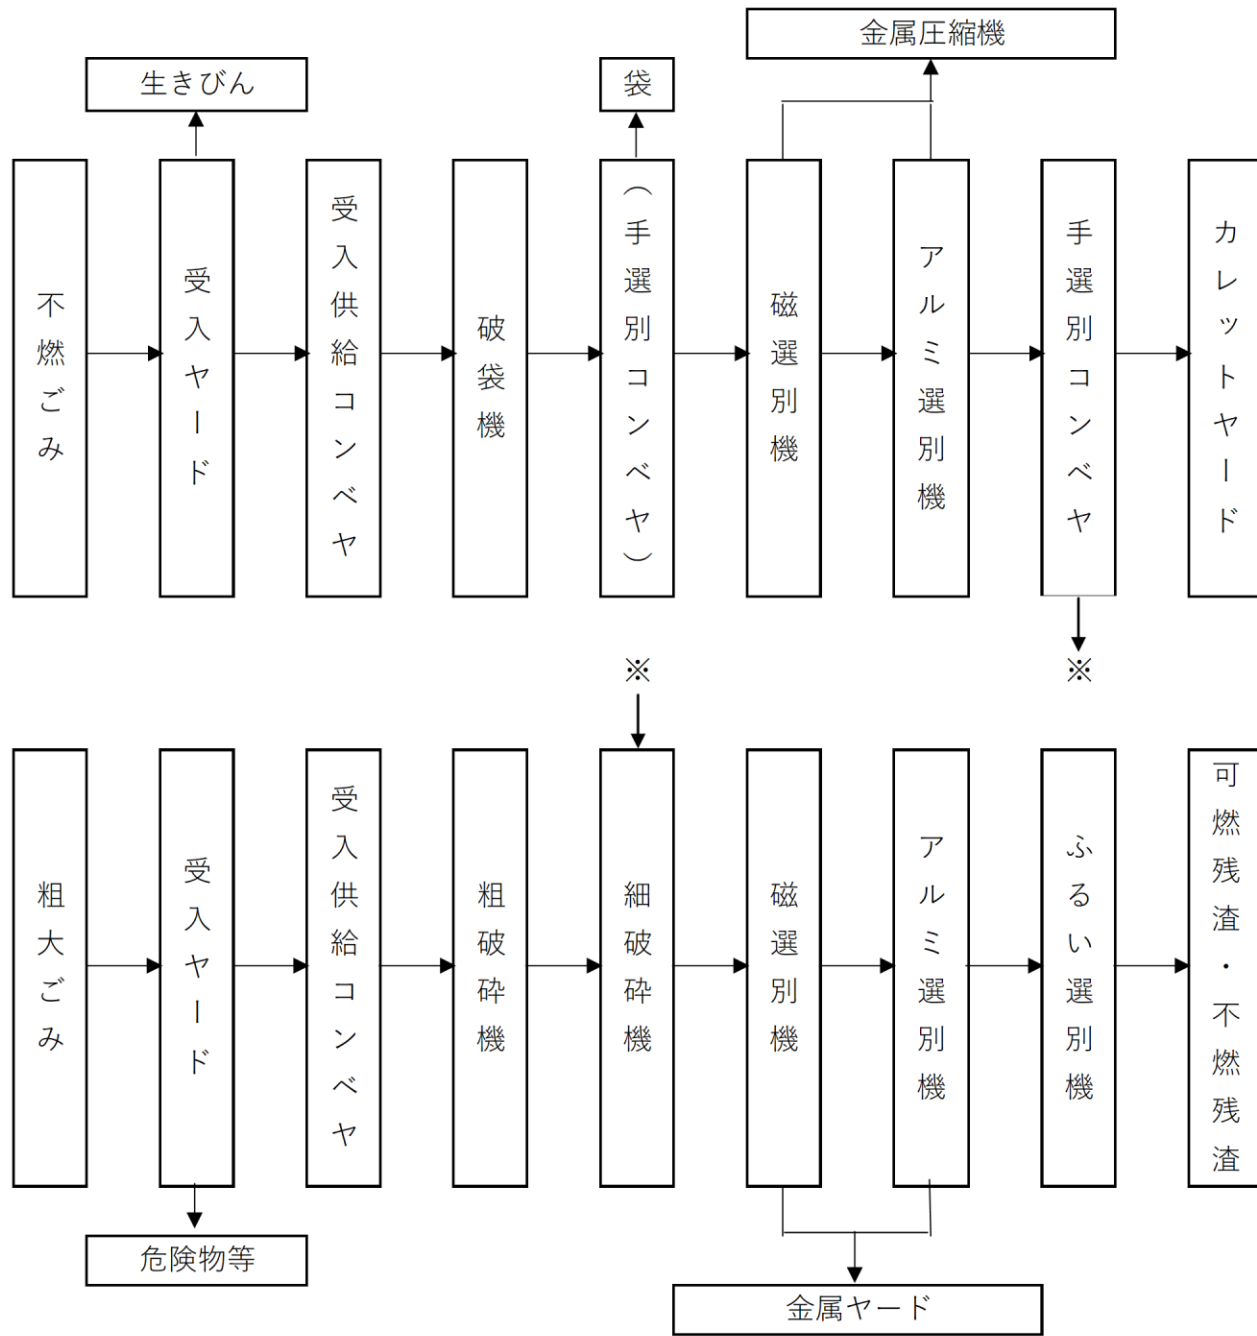 金属圧縮機
生きびん
袋
不燃ごみ
受入ヤード
受入供給コンベヤ
破袋機
（手選別コンベヤ）
磁選別機
アルミ選別機
手選別コンベヤ
カレットヤード
※
※
粗大ごみ
受入ヤード
受入供給コンベヤ
粗破砕機
細破砕機
磁選別機
アルミ選別機
ふるい選別機
可燃残渣・不燃残渣
危険物等
金属ヤード